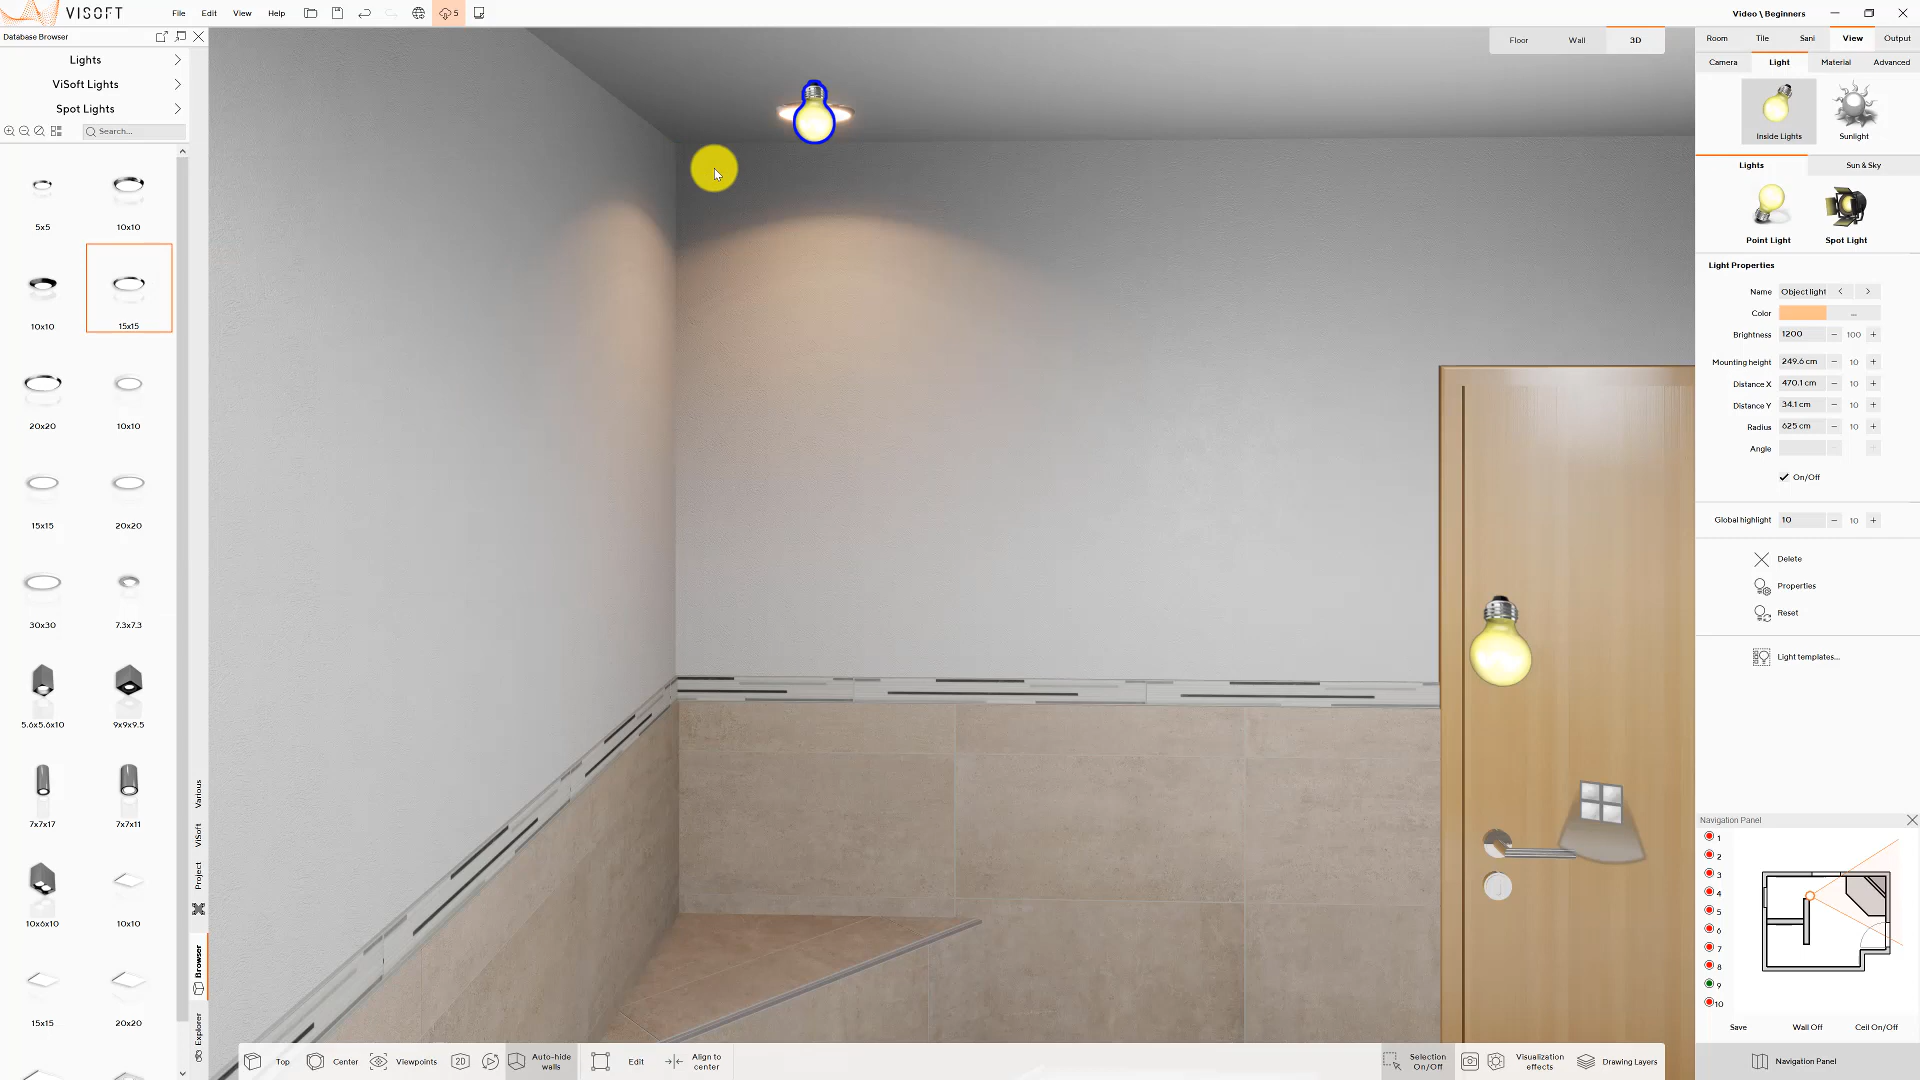 VISOFT
File
Edit
View
Help
5
Video \ Beginners
Database Browser
Lights
ViSoft Lights
Spot Lights
Search...
5x5
10x10
10x10
15x15
20x20
10x10
15x15
20x20
30x30
7.3x7.3
5.6x5.6x10
9x9x9.5
7x7x17
7x7x11
10x6x10
10x10
15x15
20x20
Various
ViSoft
Project
Browser
Explorer
Floor
Wall
3D
Room
Tile
Sani
View
Output
Camera
Light
Material
Advanced
Inside Lights
Sunlight
Lights
Sun & Sky
Point Light
Spot Light
Light Properties
Name Object light
Color ...
Brightness 1200 − 100 +
Mounting height 249.6 cm − 10 +
Distance X 470.1 cm − 10 +
Distance Y 34.1 cm − 10 +
Radius 625 cm − 10 +
Angle
On/Off
Global highlight 10 − 10 +
Delete
Properties
Reset
Light templates...
Navigation Panel
1
2
3
4
5
6
7
8
9
10
Save
Wall Off
Ceil On/Off
Top
Center
Viewpoints
2D
Auto-hide
walls
Edit
Align to
center
Selection
On/Off
Visualization
effects
Drawing Layers
Navigation Panel